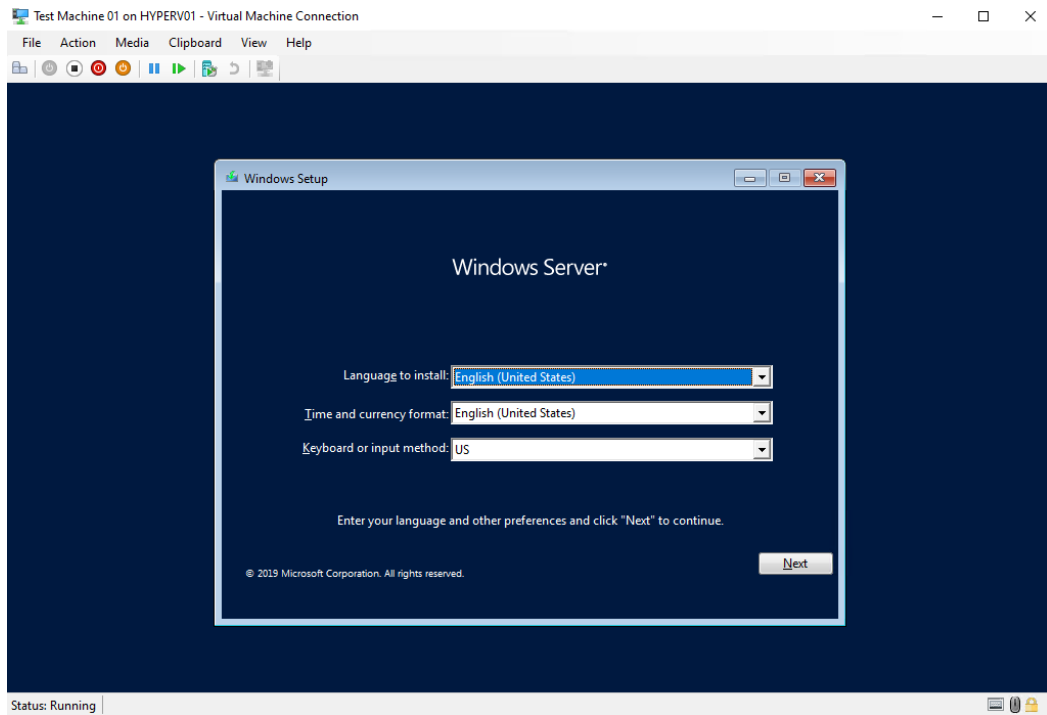 Test Machine 01 on HYPERV01 - Virtual Machine Connection
File Action Media Clipboard View Help
Windows Setup
Windows Server
Language to install: English (United States)
Time and currency format: English (United States)
Keyboard or input method: US
Enter your language and other preferences and click "Next" to continue.
Next
© 2019 Microsoft Corporation. All rights reserved.
Status: Running